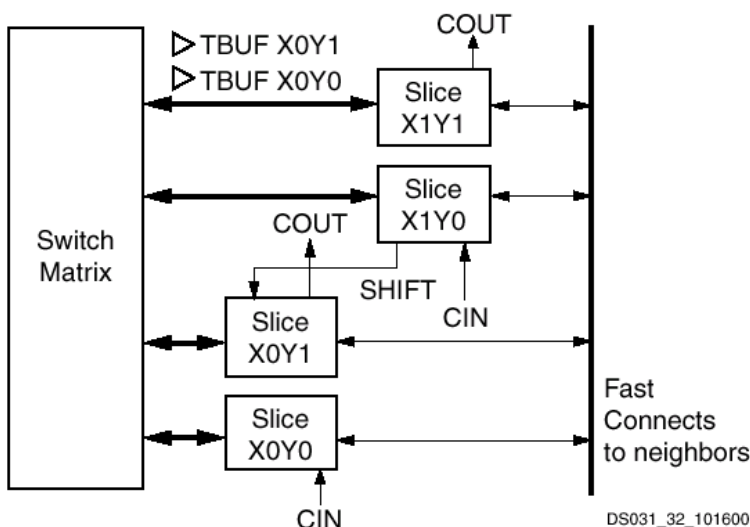 COUT
TBUF X0Y1
TBUF X0Y0
Slice
X1Y1
Slice
X1Y0
COUT
Switch
Matrix
SHIFT
CIN
Slice
X0Y1
Fast
Connects
to neighbors
Slice
X0Y0
CIN
DS031_32_101600